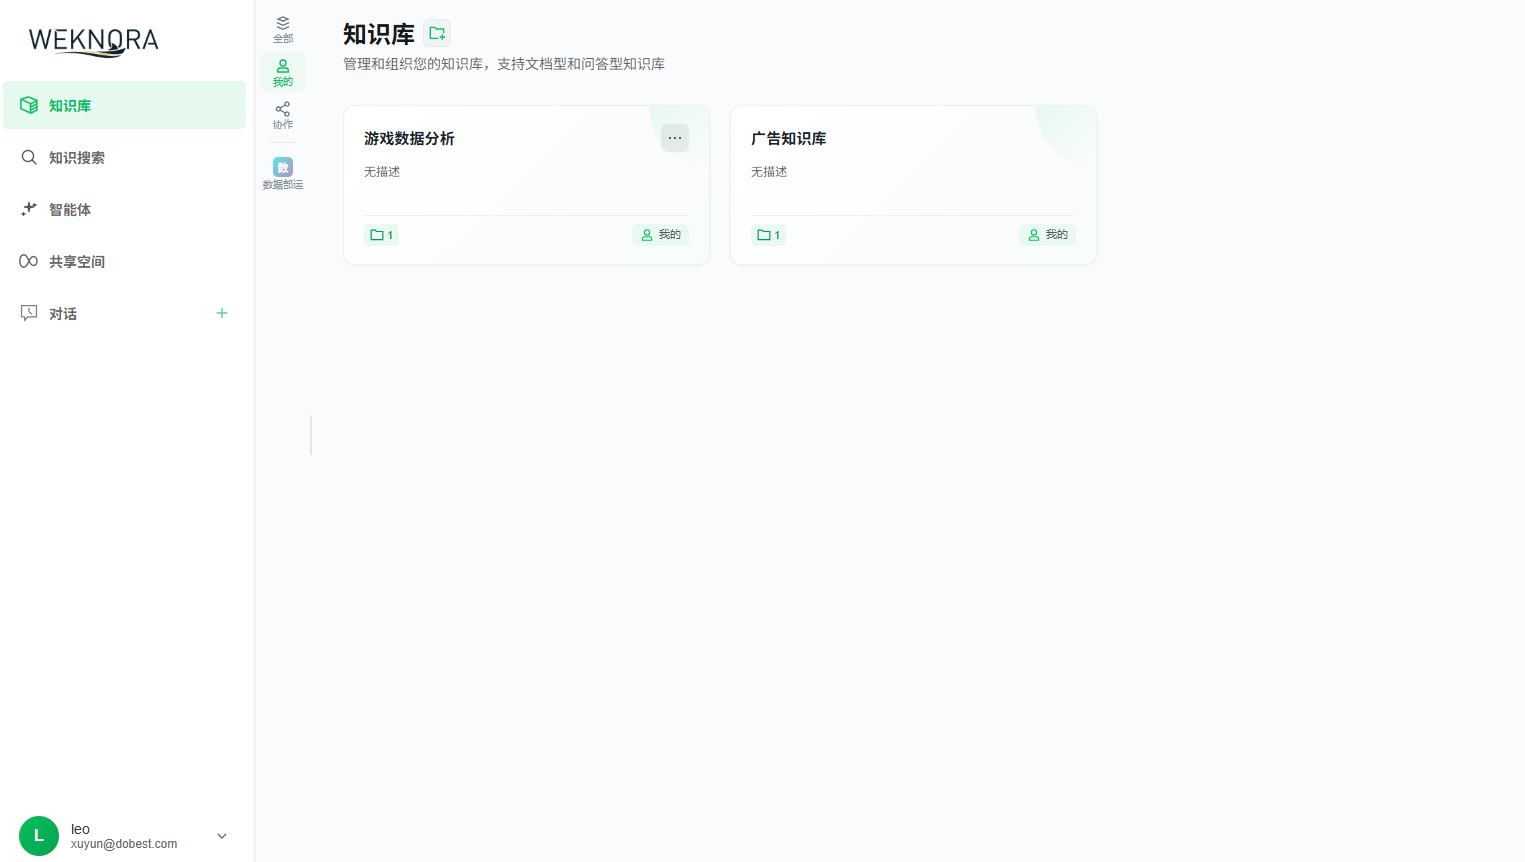 WEKNORA
知识库
知识搜索
智能体
共享空间
对话
全部
我的
协作
数
数据部运
知识库
管理和组织您的知识库，支持文档型和问答型知识库
游戏数据分析
无描述
1
我的
广告知识库
无描述
1
我的
L
leo
xuyun@dobest.com